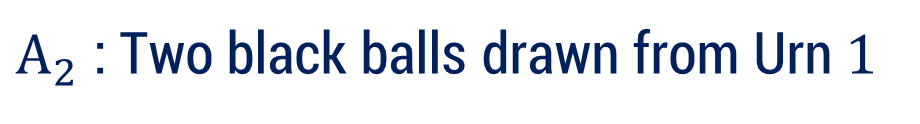 A₂ : Two black balls drawn from Urn 1